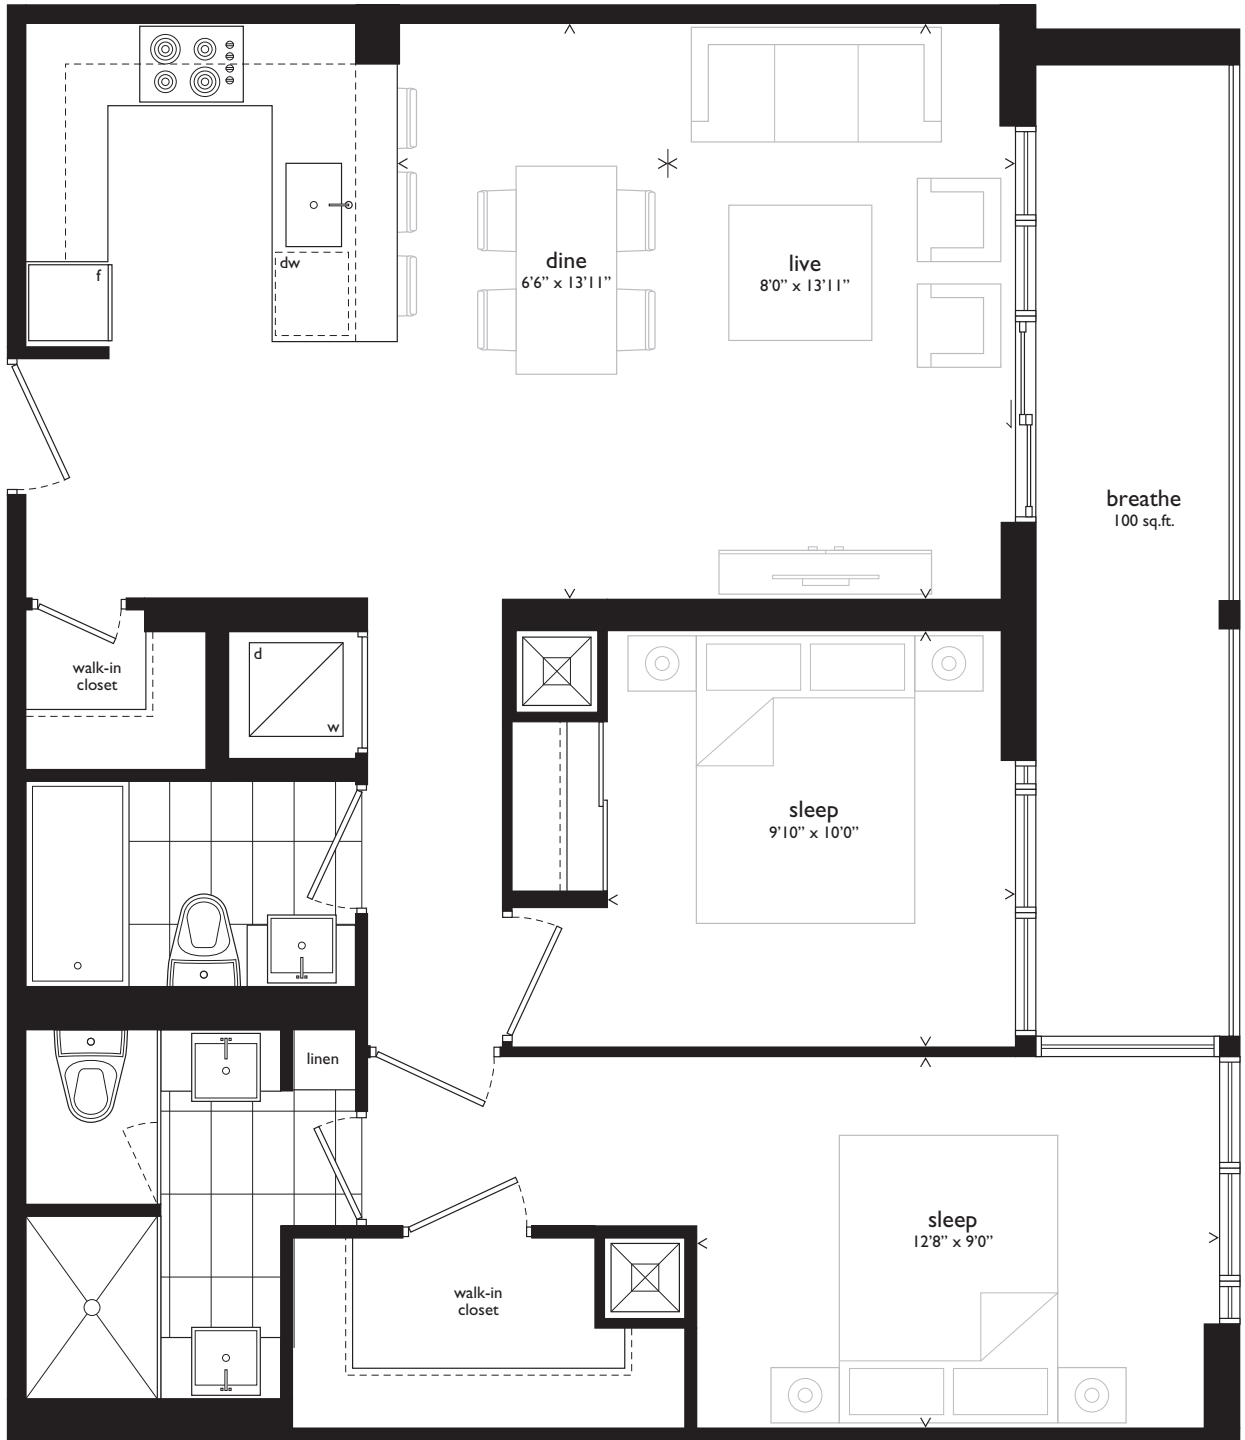 f
dw
dine
6'6” x 13'11”
live
8'0” x 13'11”
breathe
100 sq.ft.
walk-in
closet
d
w
sleep
9'10” x 10'0”
linen
sleep
12'8” x 9'0”
walk-in
closet